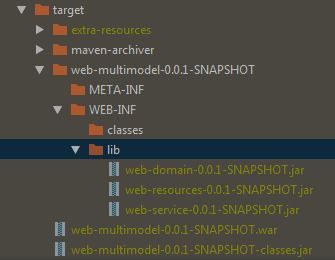 target
extra-resources
maven-archiver
web-multimodel-0.0.1-SNAPSHOT
META-INF
WEB-INF
classes
lib
web-domain-0.0.1-SNAPSHOT.jar
web-resources-0.0.1-SNAPSHOT.jar
web-service-0.0.1-SNAPSHOT.jar
web-multimodel-0.0.1-SNAPSHOT.war
web-multimodel-0.0.1-SNAPSHOT-classes.jar